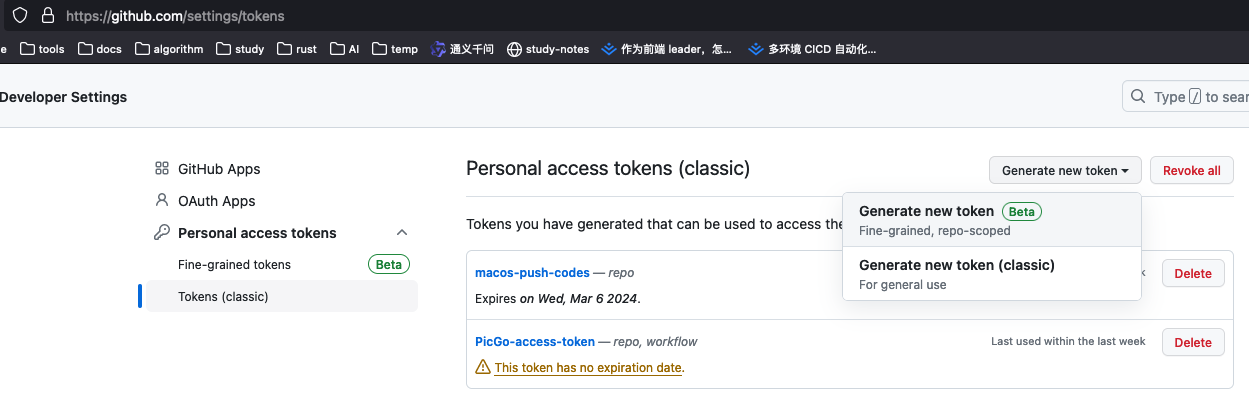 https://github.com/settings/tokens
e tools docs algorithm study rust AI temp 通义千问 study-notes 作为前端 leader，怎... 多环境 CICD 自动化...
Developer Settings
Type / to sear
GitHub Apps
OAuth Apps
Personal access tokens
Fine-grained tokens Beta
Tokens (classic)
Personal access tokens (classic)
Generate new token
Revoke all
Generate new token Beta
Fine-grained, repo-scoped
Generate new token (classic)
For general use
Tokens you have generated that can be used to access the
macos-push-codes — repo
k
Delete
Expires on Wed, Mar 6 2024.
PicGo-access-token — repo, workflow
Last used within the last week
Delete
This token has no expiration date.